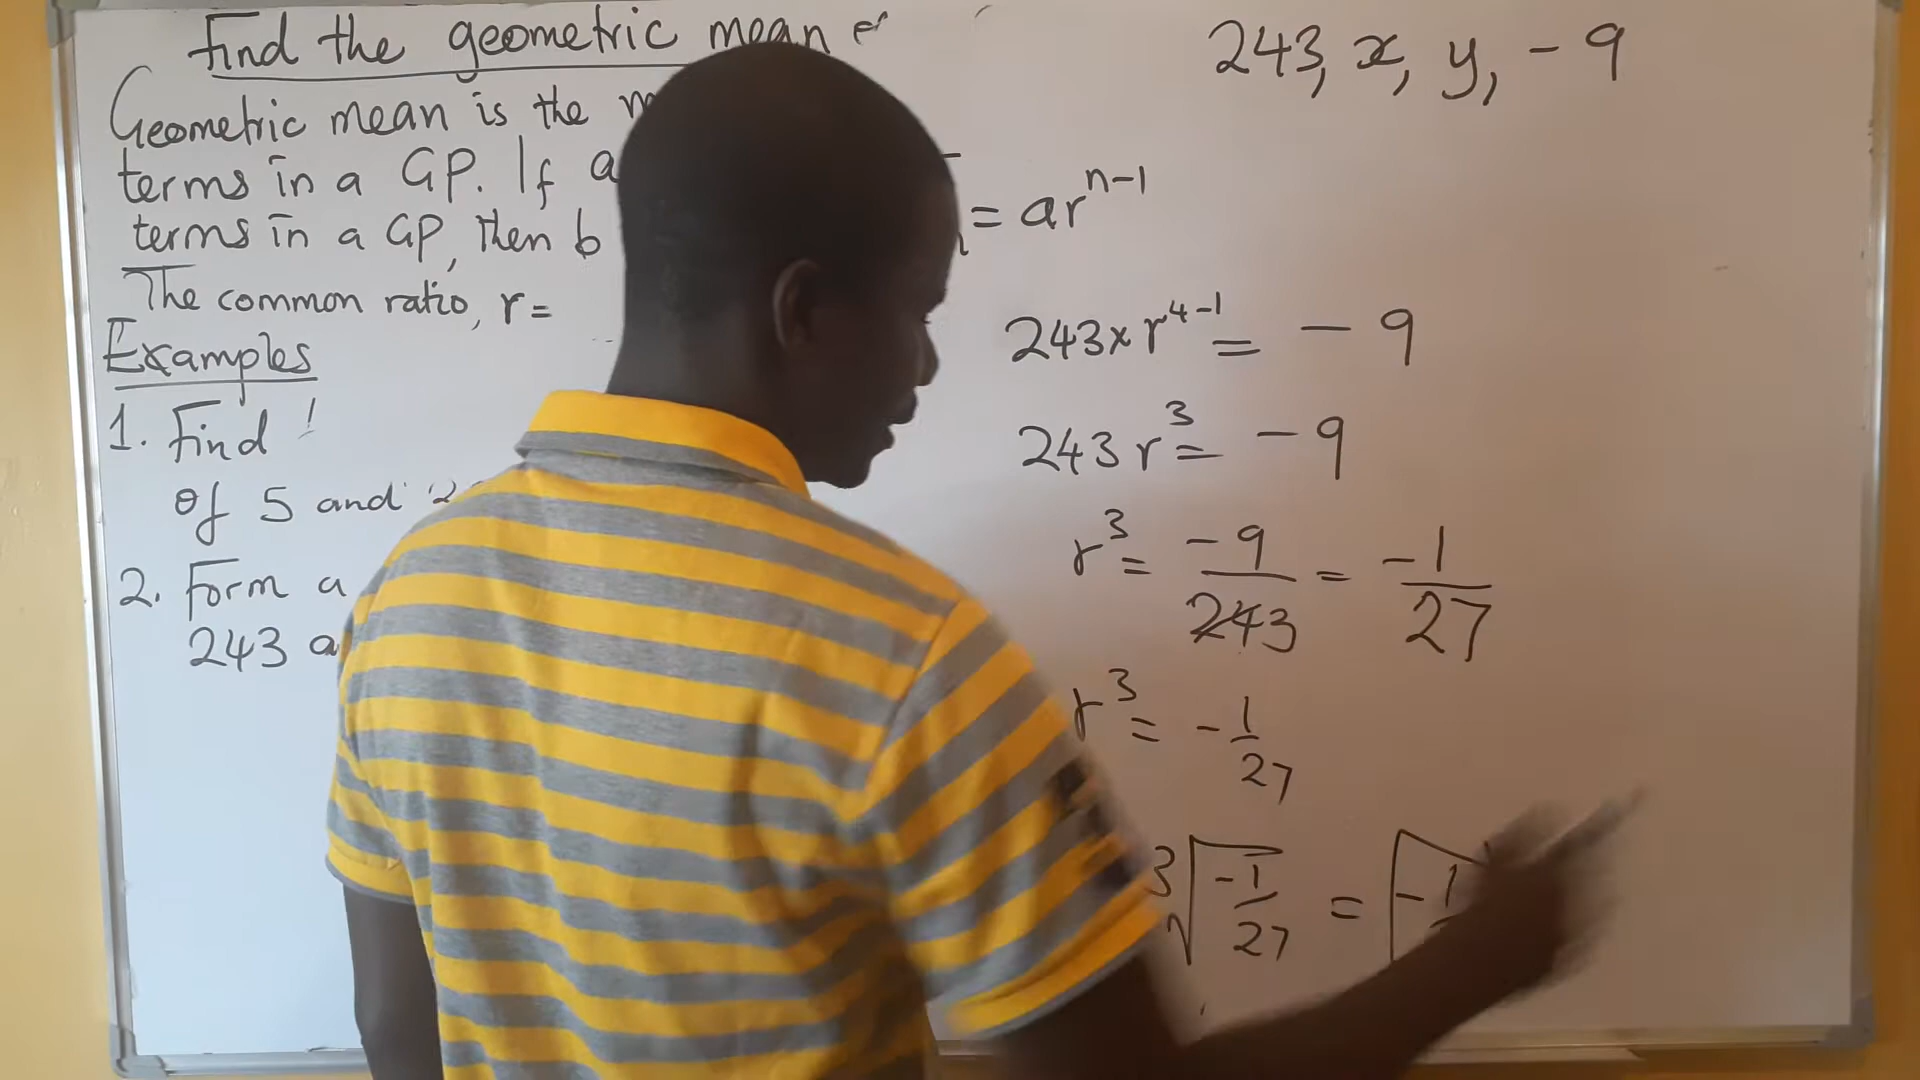 Find the geometric mean
Geometric mean is the
terms in a GP. If a
terms in a GP, then b
The common ratio, r =
Examples
1. Find
of 5 and
2. Form a
243
243, x, y, -9
= ar^{n-1}
243 x r^{4-1} = -9
243 r^3 = -9
r^3 = -9/243 = -1/27
r^3 = -1/27
∛(-1/27) = -1